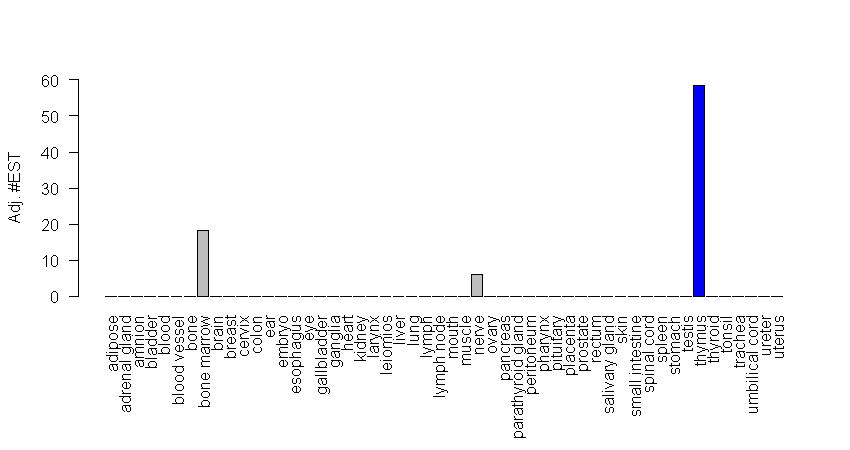 Adj. #EST
60
50
40
30
20
10
0
adipose
adrenal gland
amnion
bladder
blood
blood vessel
bone
bone marrow
brain
breast
cervix
colon
ear
embryo
esophagus
eye
gallbladder
ganglia
heart
kidney
larynx
leiomios
liver
lung
lymph
lymph node
mouth
muscle
nerve
ovary
pancreas
parathyroid gland
peritoneum
pharynx
pituitary
placenta
prostate
rectum
salivary gland
skin
small intestine
spinal cord
spleen
stomach
testis
thymus
thyroid
tonsil
trachea
umbilical cord
ureter
uterus